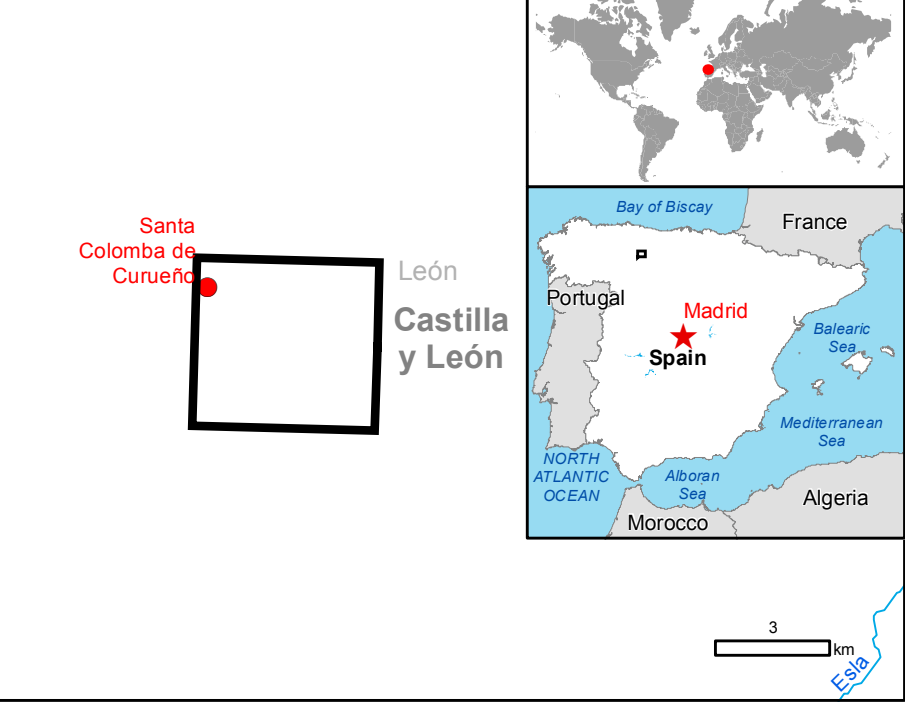 Santa
Colomba de
Curueño
León
Castilla
y León
Bay of Biscay
France
Portugal
Madrid
Spain
Balearic
Sea
Mediterranean
Sea
NORTH
ATLANTIC
OCEAN
Alboran
Sea
Algeria
Morocco
3
km
Esla